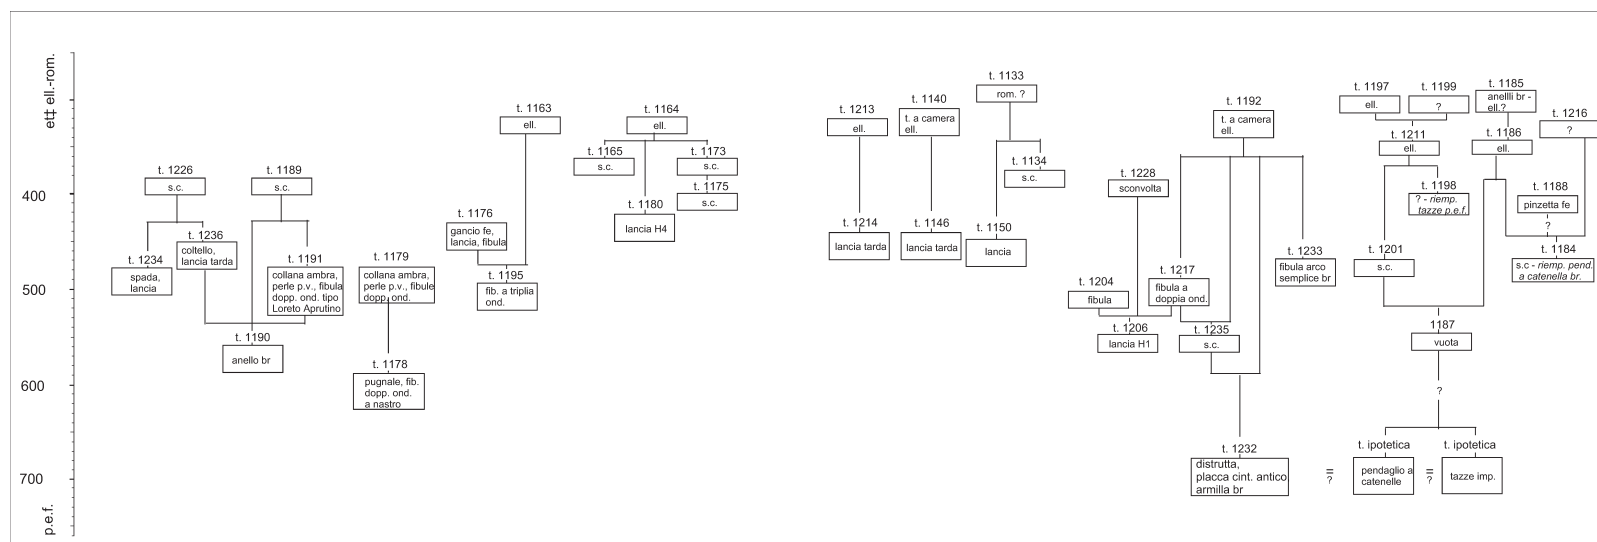 et‡ ell.-rom.
400
500
600
700
p.e.f.
t. 1226
s.c.
t. 1236
coltello,
lancia tarda
t. 1234
spada,
lancia
t. 1189
s.c.
t. 1191
collana ambra,
perle p.v., fibula
dopp. ond. tipo
Loreto Aprutino
t. 1190
anello br
t. 1179
collana ambra,
perle p.v., fibule
dopp. ond.
t. 1178
pugnale, fib.
dopp. ond.
a nastro
t. 1163
ell.
t. 1176
gancio fe,
lancia, fibula
t. 1195
fib. a triplia
ond.
t. 1164
ell.
t. 1165
s.c.
t. 1173
s.c.
t. 1175
s.c.
t. 1180
lancia H4
t. 1213
ell.
t. 1214
lancia tarda
t. 1140
t. a camera
ell.
t. 1146
lancia tarda
t. 1133
rom. ?
t. 1134
s.c.
t. 1150
lancia
t. 1228
sconvolta
t. 1204
fibula
t. 1206
lancia H1
t. 1192
t. a camera
ell.
t. 1217
fibula a
doppia ond.
t. 1235
s.c.
t. 1233
fibula arco
semplice br
t. 1232
distrutta,
placca cint. antico
armilla br
t. 1197
ell.
t. 1199
?
t. 1211
ell.
t. 1198
? - riemp.
tazze p.e.f.
t. 1201
s.c.
t. 1185
anellli br -
ell.?
t. 1186
ell.
t. 1216
?
t. 1188
pinzetta fe
?
t. 1184
s.c - riemp. pend.
a catenella br.
1187
vuota
?
t. ipotetica
pendaglio a
catenelle
t. ipotetica
tazze imp.
=
?
=
?